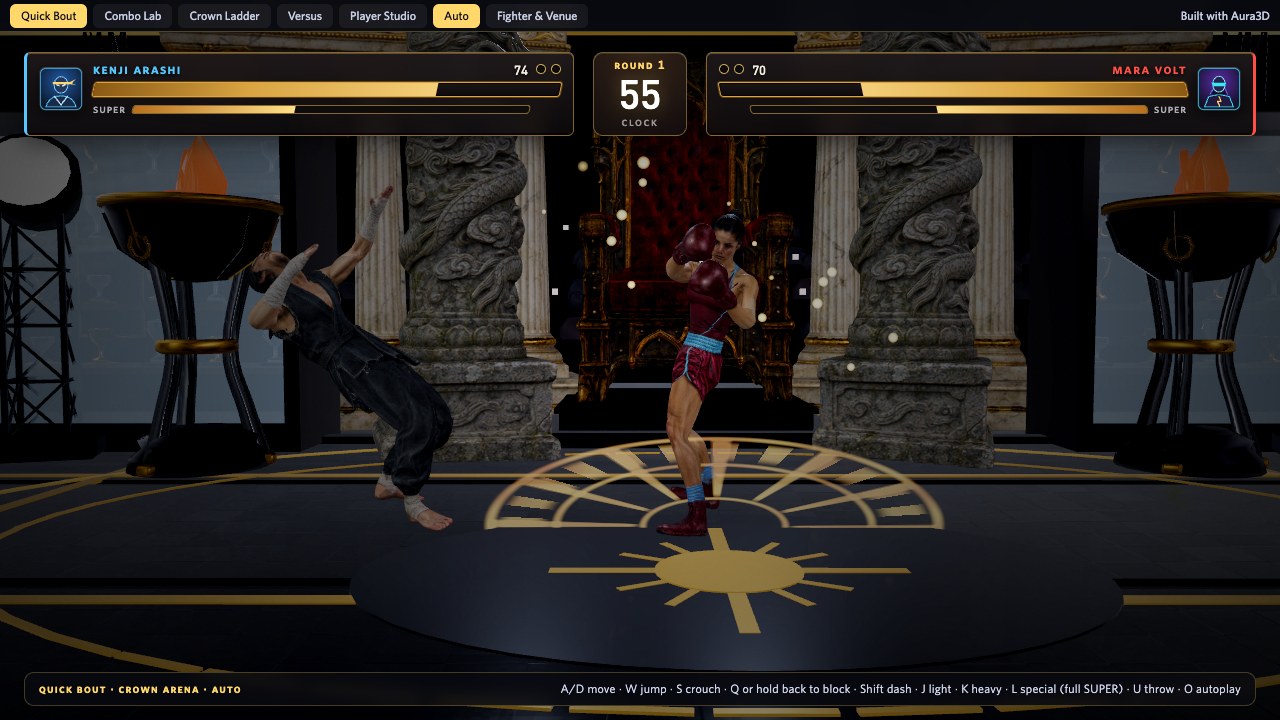 Quick Bout Combo Lab Crown Ladder Versus Player Studio Auto Fighter & Venue Built with Aura3D
KENJI ARASHI 74
SUPER
ROUND 1
55
CLOCK
70 MARA VOLT
SUPER
QUICK BOUT · CROWN ARENA · AUTO
A/D move · W jump · S crouch · Q or hold back to block · Shift dash · J light · K heavy · L special (full SUPER) · U throw · O autoplay